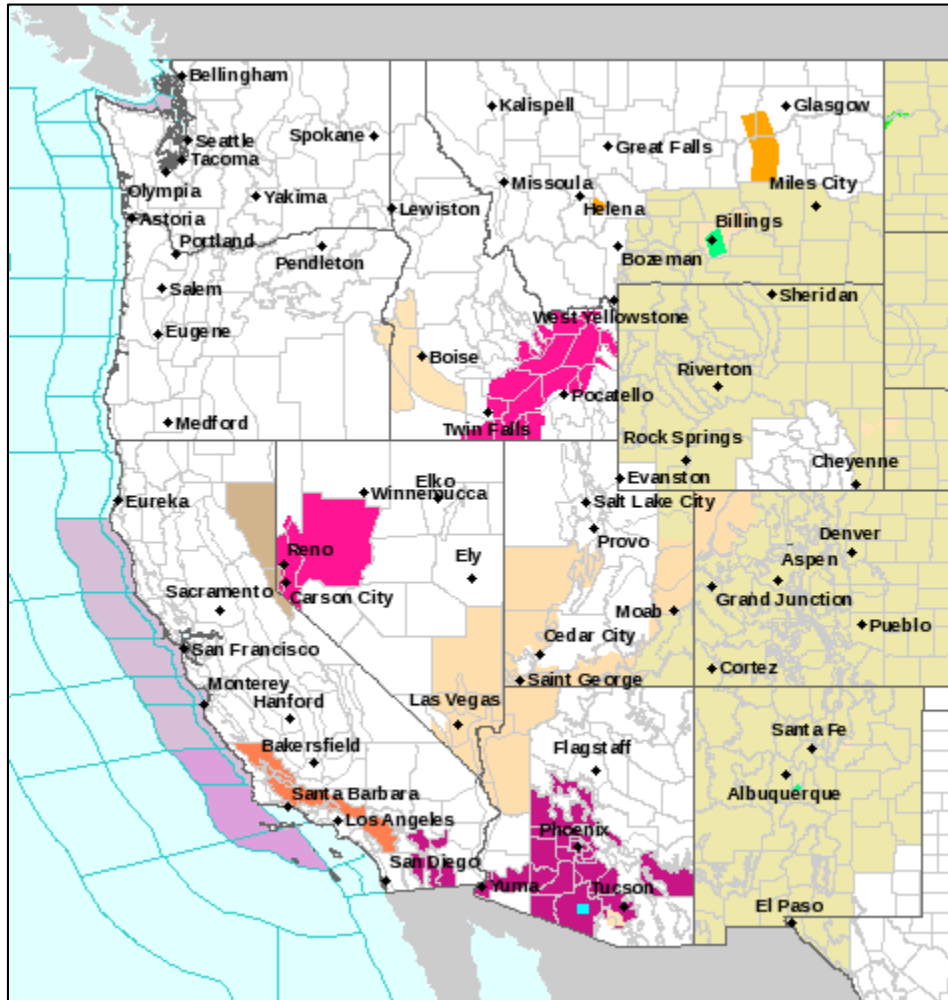 Bellingham
Kalispell
Glasgow
Spokane
Seattle
Great Falls
Tacoma
Olympia
Missoula
Miles City
Yakima
Lewiston
Helena
Astoria
Billings
Portland
Pendleton
Bozeman
Salem
Sheridan
West Yellowstone
Eugene
Boise
Riverton
Pocatello
Medford
Twin Falls
Rock Springs
Cheyenne
Elko
Evanston
Winnemucca
Eureka
Salt Lake City
Provo
Denver
Reno
Ely
Aspen
Sacramento
Carson City
Grand Junction
Moab
Pueblo
San Francisco
Cedar City
Cortez
Saint George
Monterey
Hanford
Las Vegas
Santa Fe
Bakersfield
Flagstaff
Albuquerque
Santa Barbara
Los Angeles
Phoenix
San Diego
Yuma
Tucson
El Paso